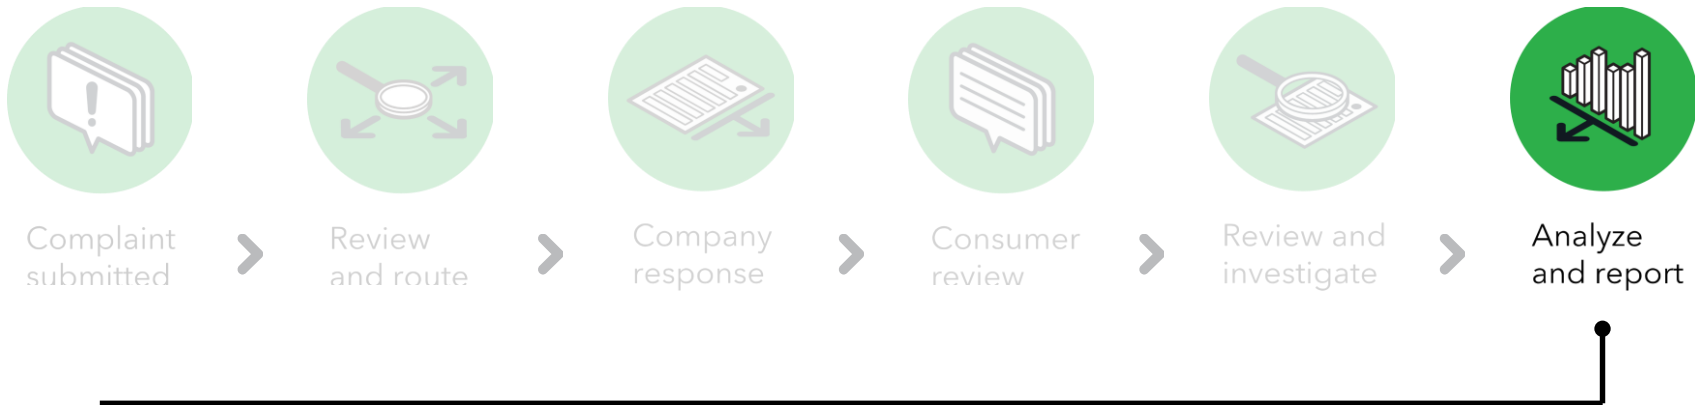 Complaint
submitted
Review
and route
Company
response
Consumer
review
Review and
investigate
Analyze
and report